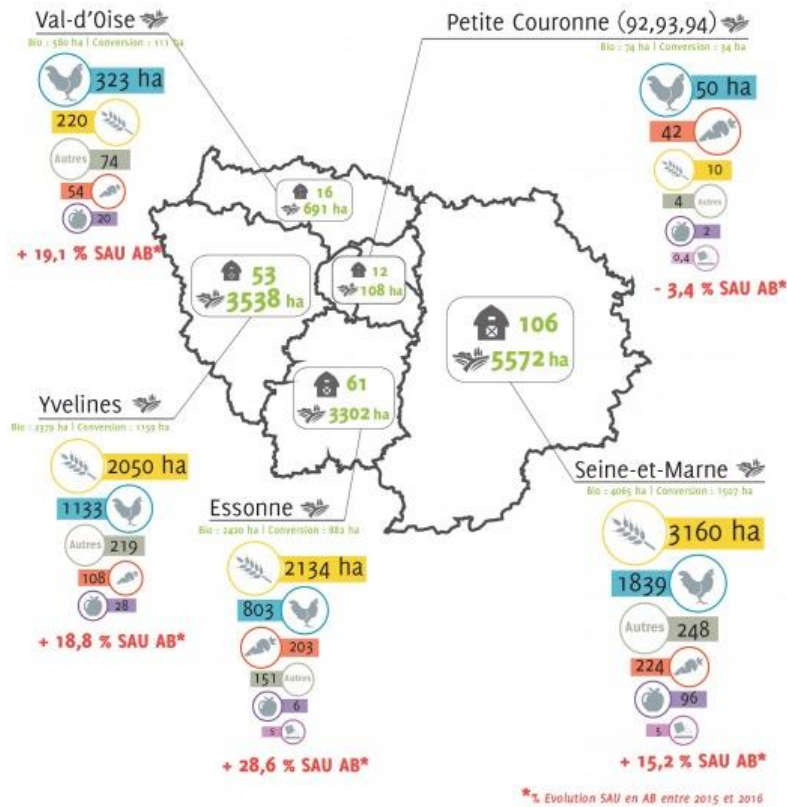 Val-d'Oise
Bio : 580 ha | Conversion : 111 ha
323 ha
220
Autres 74
54
20
+ 19,1 % SAU AB*
Petite Couronne (92,93,94)
Bio : 74 ha | Conversion : 34 ha
50 ha
42
10
4 Autres
2
0,4
- 3,4 % SAU AB*
16
691 ha
53
3538 ha
12
108 ha
106
5572 ha
61
3302 ha
Yvelines
Bio : 2379 ha | Conversion : 1159 ha
2050 ha
1133
Autres 219
108
28
+ 18,8 % SAU AB*
Essonne
Bio : 2420 ha | Conversion : 882 ha
2134 ha
803
203
151 Autres
6
5
+ 28,6 % SAU AB*
Seine-et-Marne
Bio : 4065 ha | Conversion : 1507 ha
3160 ha
1839
Autres 248
224
96
5
+ 15,2 % SAU AB*
*% Evolution SAU en AB entre 2015 et 2016